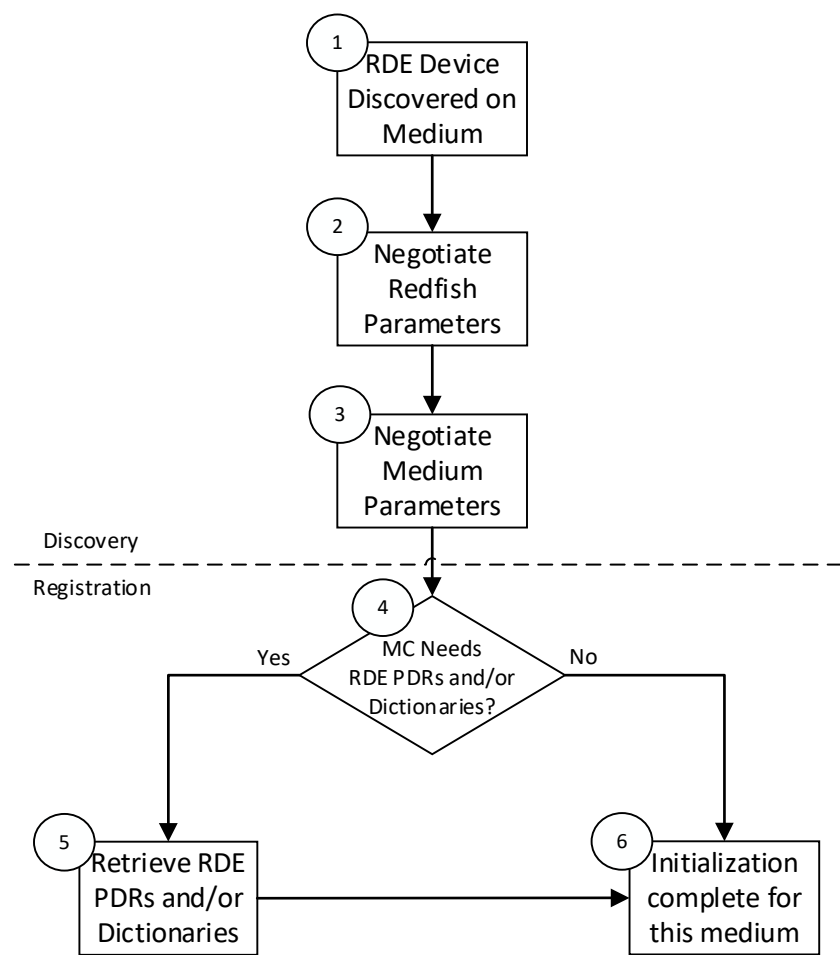 1
RDE Device
Discovered on
Medium
2
Negotiate
Redfish
Parameters
3
Negotiate
Medium
Parameters
Discovery
Registration
4
MC Needs
RDE PDRs and/or
Dictionaries?
Yes
No
5
Retrieve RDE
PDRs and/or
Dictionaries
6
Initialization
complete for
this medium